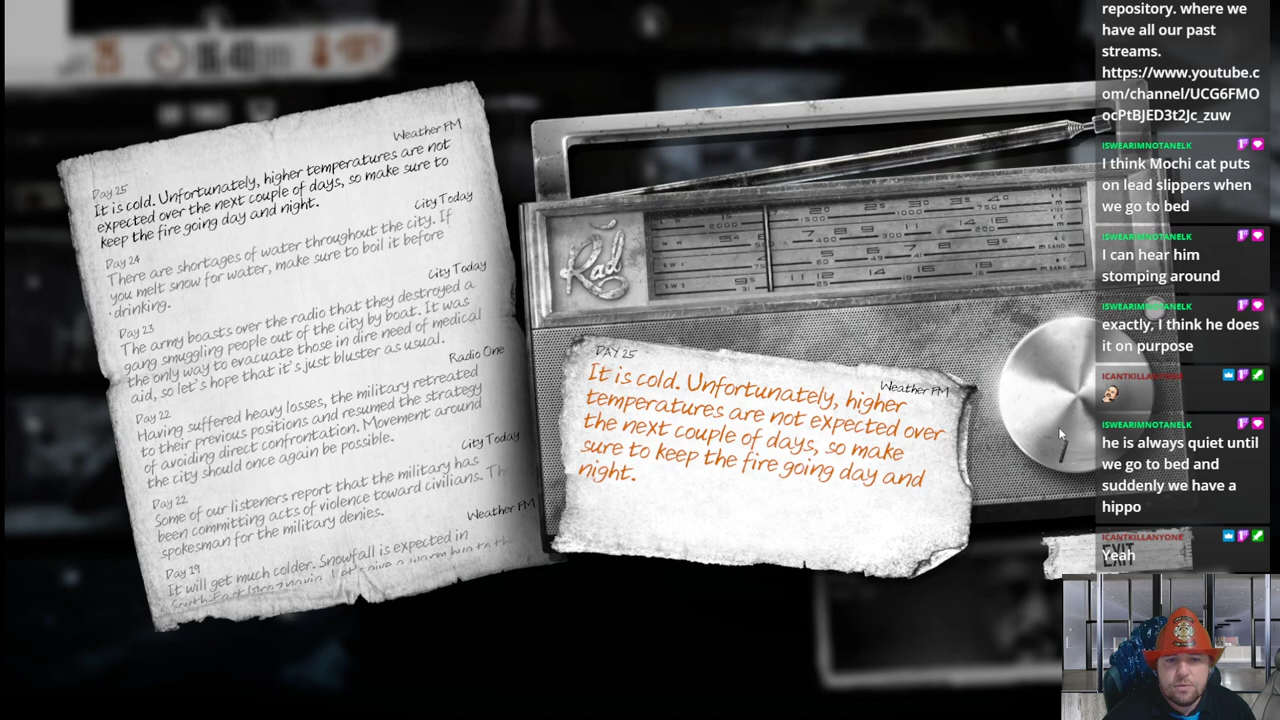 Weather FM
Day 25
It is cold. Unfortunately, higher temperatures are not
expected over the next couple of days, so make sure to
keep the fire going day and night.
City Today
Day 24
There are shortages of water throughout the city. If
you melt snow for water, make sure to boil it before
drinking.
City Today
Day 23
The army boasts over the radio that they destroyed a
gang smuggling people out of the city by boat. It was
the only way to evacuate those in dire need of medical
aid, so let's hope that it's just bluster as usual.
Radio One
Day 22
Having suffered heavy losses, the military retreated
to their previous positions and resumed the strategy
of avoiding direct confrontation. Movement around
the city should once again be possible.
City Today
Day 22
Some of our listeners report that the military has
been committing acts of violence toward civilians. Th
spokesman for the military denies.
Weather FM
Day 19
It will get much colder. Snowfall is expected in
Rad
DAY 25
Weather FM
It is cold. Unfortunately, higher
temperatures are not expected over
the next couple of days, so make
sure to keep the fire going day and
night.
EXIT
repository. where we
have all our past
streams.
https://www.youtube.c
om/channel/UCG6FMO
ocPtBJED3t2Jc_zuw
ISWEARIMNOTANELK
I think Mochi cat puts
on lead slippers when
we go to bed
ISWEARIMNOTANELK
I can hear him
stomping around
ISWEARIMNOTANELK
exactly, I think he does
it on purpose
ICANTKILLANYONE
ISWEARIMNOTANELK
he is always quiet until
we go to bed and
suddenly we have a
hippo
ICANTKILLANYONE
Yeah